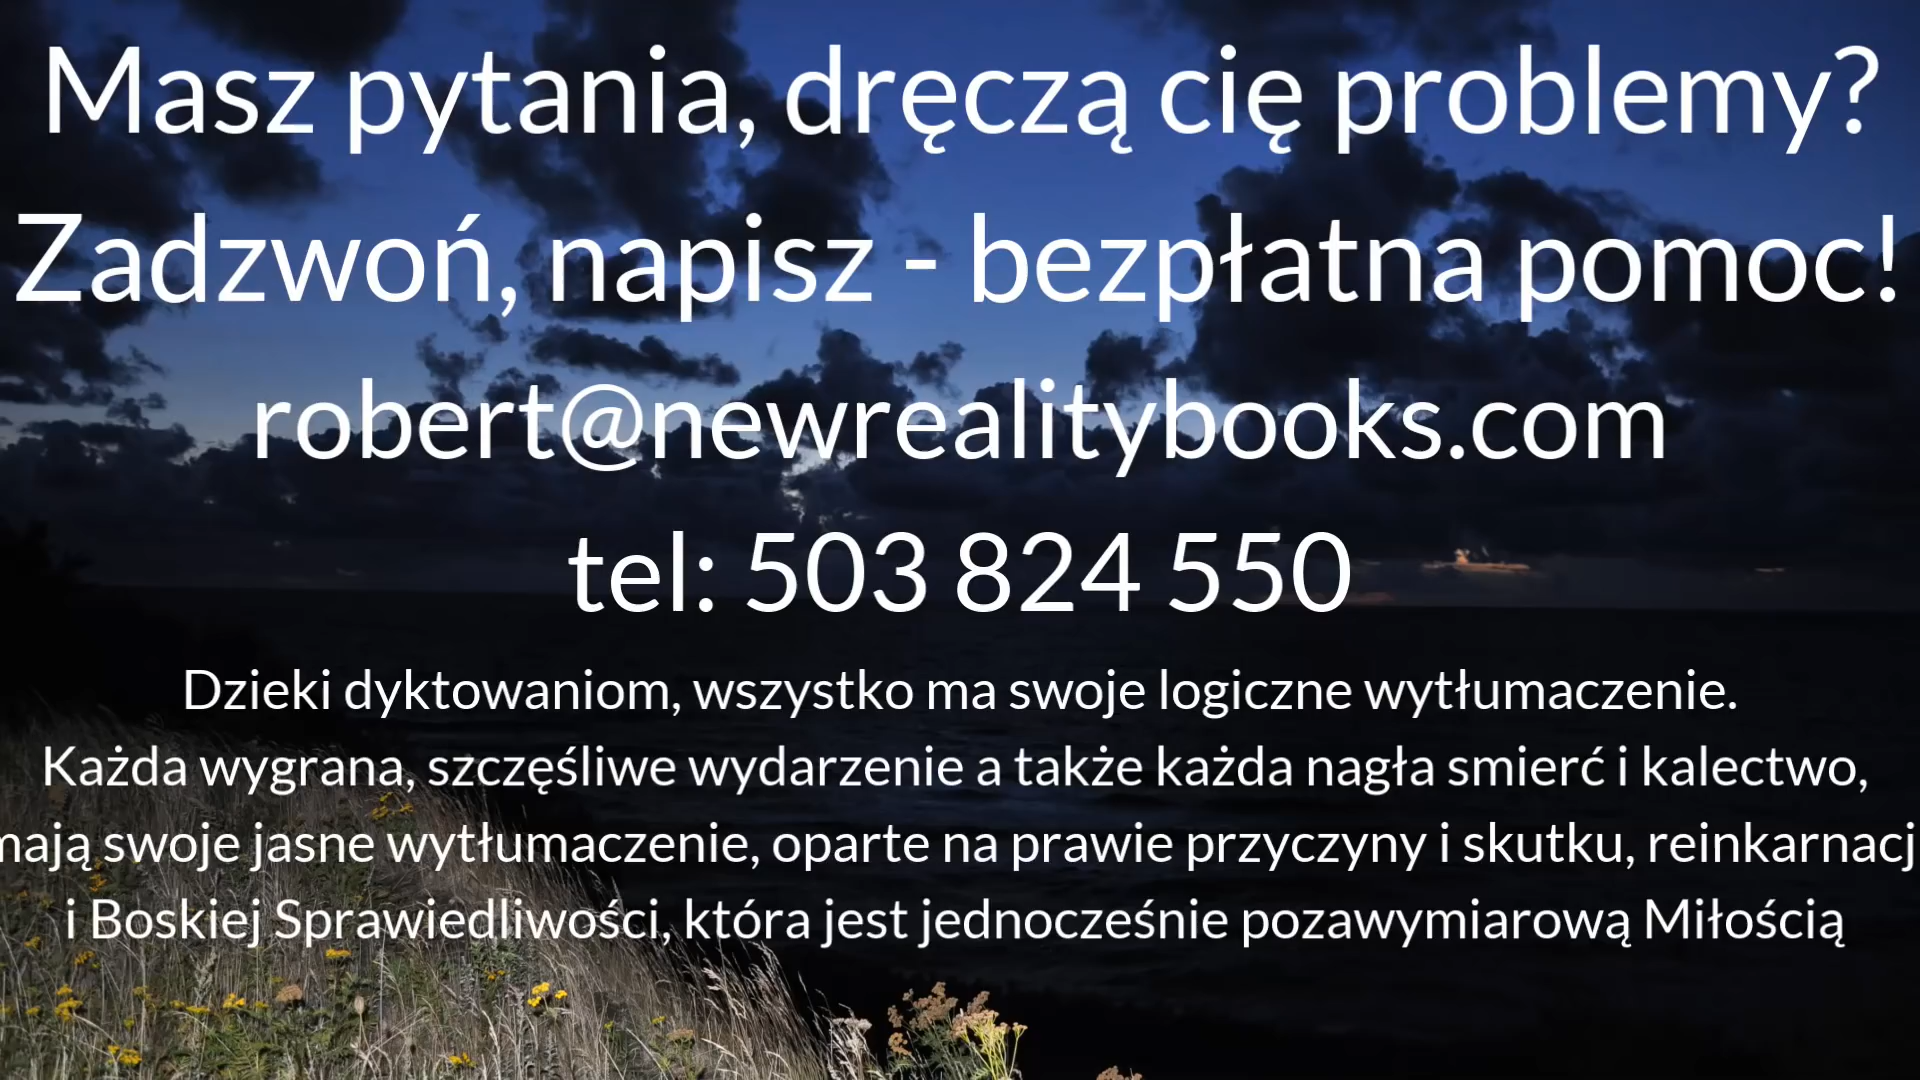 Masz pytania, dręczą cię problemy?
Zadzwoń, napisz - bezpłatna pomoc!
robert@newrealitybooks.com
tel: 503 824 550
Dzieki dyktowaniom, wszystko ma swoje logiczne wytłumaczenie.
Każda wygrana, szczęśliwe wydarzenie a także każda nagła smierć i kalectwo,
mają swoje jasne wytłumaczenie, oparte na prawie przyczyny i skutku, reinkarnacj
i Boskiej Sprawiedliwości, która jest jednocześnie pozawymiarową Miłością